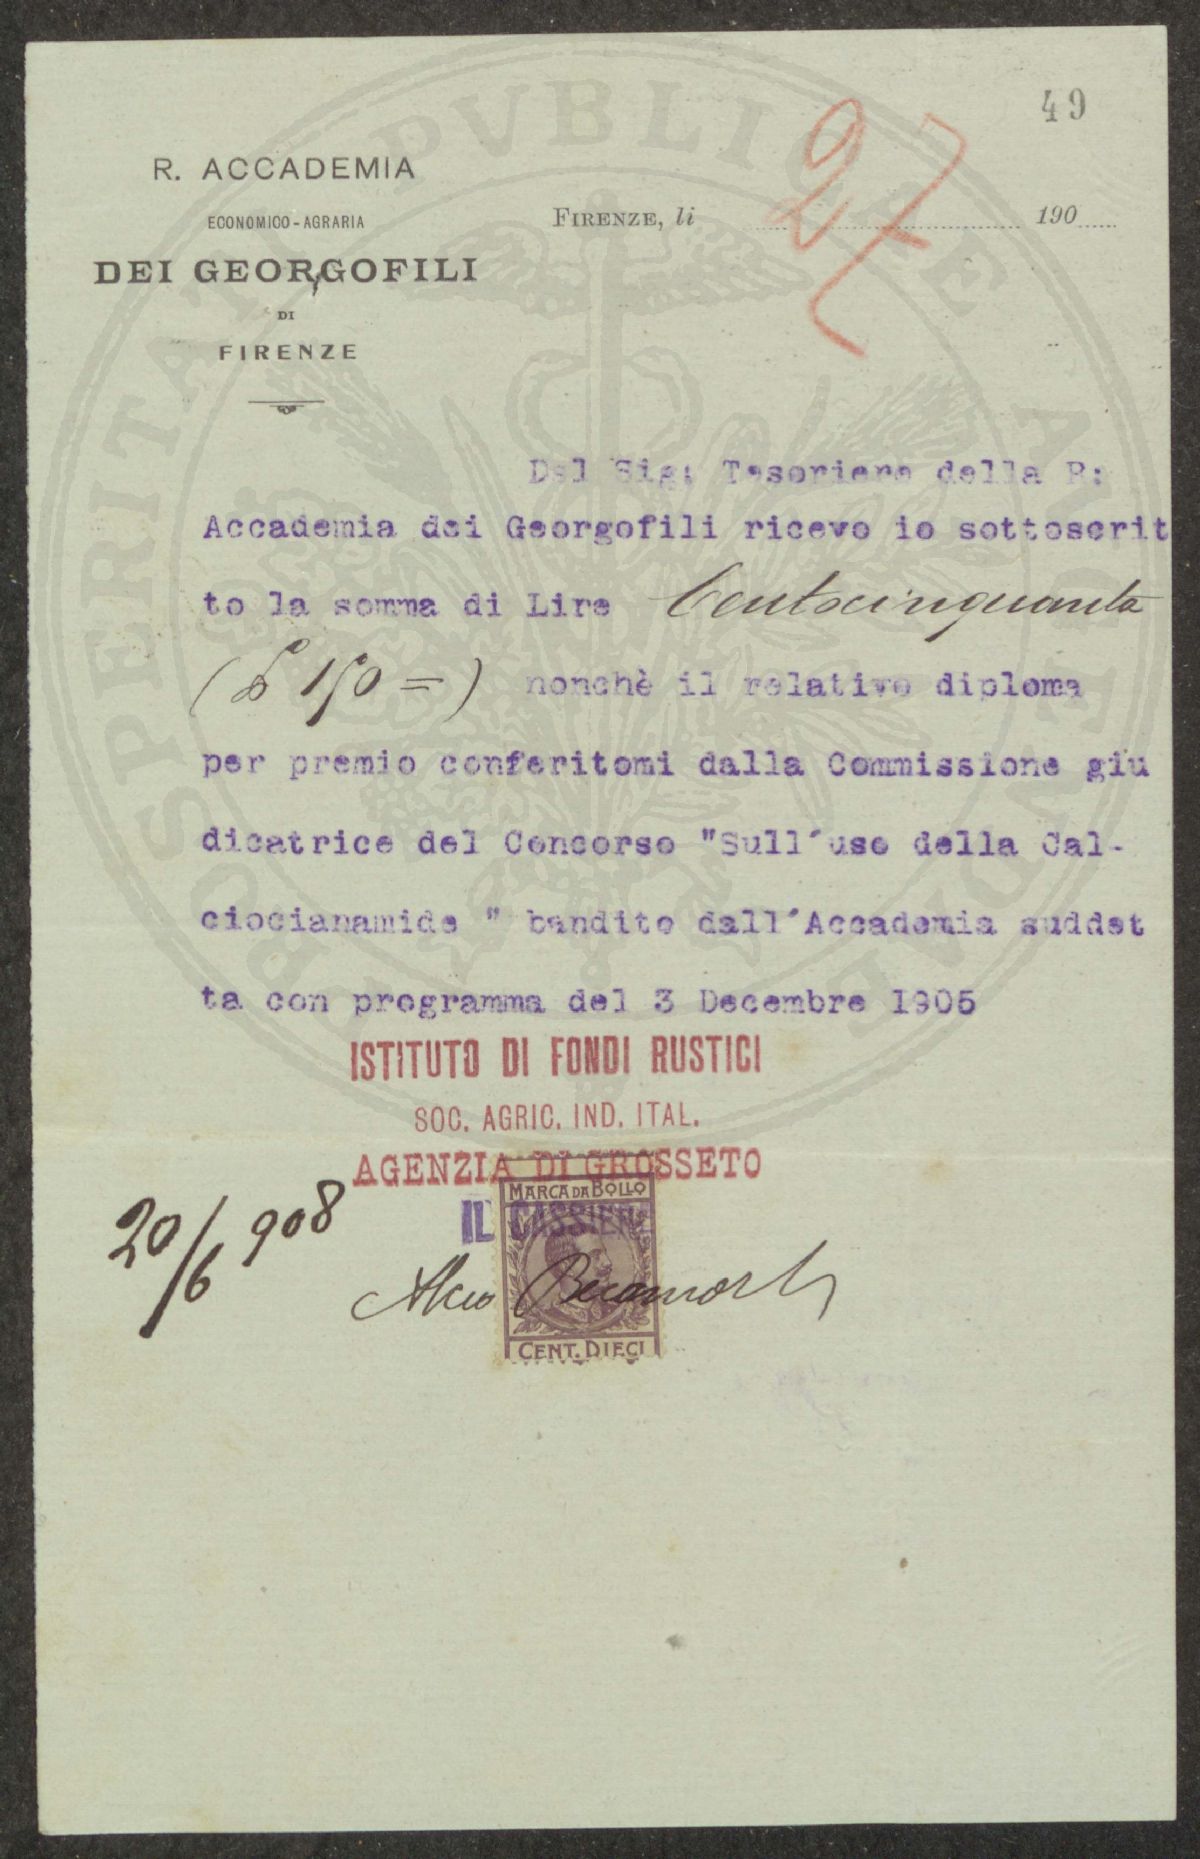 49
27
R. ACCADEMIA
ECONOMICO-AGRARIA
DEI GEORGOFILI
DI
FIRENZE
FIRENZE, li 190
PROSPERITATI PVBLICAE AVGENDAE
Dal Sig: Tesoriere della R:
Accademia dei Georgofili ricevo io sottoscrit
to la somma di Lire Centocinquanta
(£ 150 =) nonchè il relativo diploma
per premio conferitomi dalla Commissione giu
dicatrice del Concorso "Sull'uso della Cal-
ciocianamide " bandito dall'Accademia suddet
ta con programma del 3 Decembre 1905
ISTITUTO DI FONDI RUSTICI
SOC. AGRIC. IND. ITAL.
AGENZIA DI GROSSETO
IL CASSIERE
MARCA DA BOLLO
20/6 908
CENT. DIECI